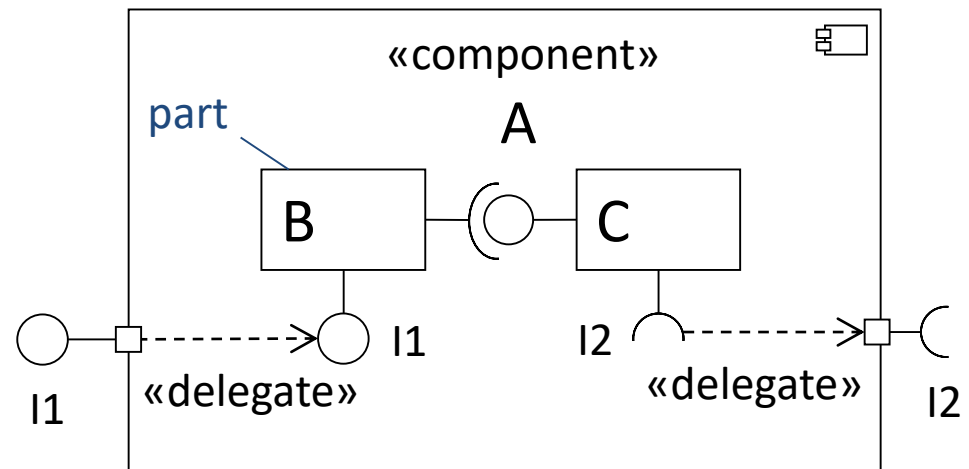 «component»
A
part
B
C
I1
I2
«delegate»
«delegate»
I1
I2